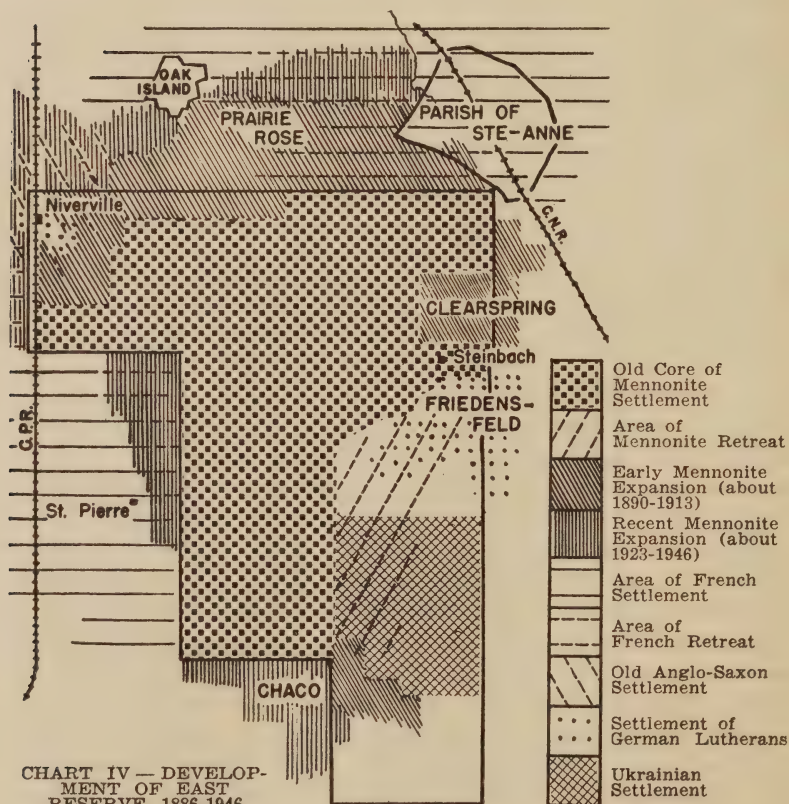 OAK
ISLAND
PRAIRIE
ROSE
PARISH OF
STE-ANNE
Niverville
C.N.R.
CLEARSPRING
Steinbach
FRIEDENS-
FELD
C.P.R.
St. Pierre
CHACO
Old Core of
Mennonite
Settlement
Area of
Mennonite Retreat
Early Mennonite
Expansion (about
1890-1913)
Recent Mennonite
Expansion (about
1923-1946)
Area of French
Settlement
Area of
French Retreat
Old Anglo-Saxon
Settlement
Settlement of
German Lutherans
Ukrainian
Settlement
CHART IV — DEVELOP-
MENT OF EAST
RESERVE 1886-1946